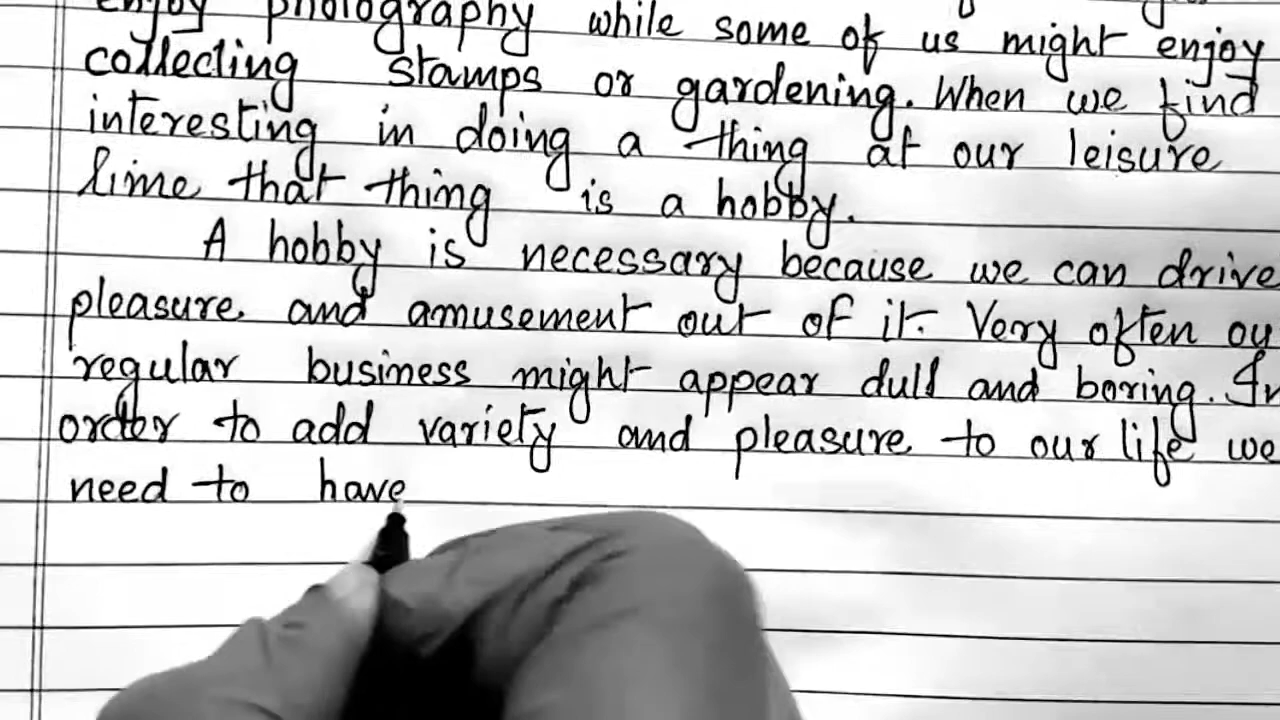 enjoy photography while some of us might enjoy
collecting stamps or gardening. When we find
interesting in doing a thing at our leisure
lime that thing is a hobby.
A hobby is necessary because we can drive
pleasure and amusement out of it. Very often ou
regular business might appear dull and boring. In
order to add variety and pleasure to our life we
need to have